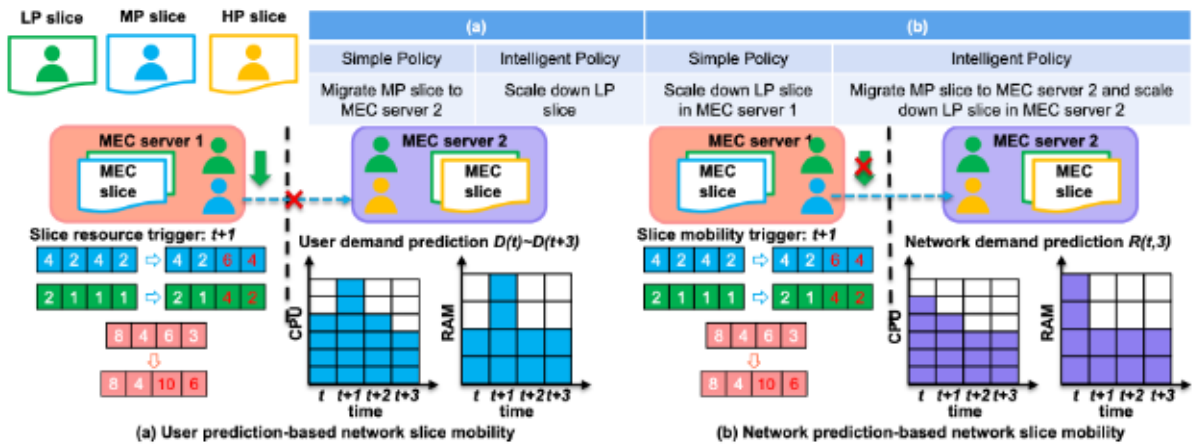 LP slice MP slice HP slice
(a) (b)
Simple Policy Intelligent Policy Simple Policy Intelligent Policy
Migrate MP slice to MEC server 2
Scale down LP slice
Scale down LP slice in MEC server 1
Migrate MP slice to MEC server 2 and scale down LP slice in MEC server 2
MEC server 1
MEC slice
MEC server 2
MEC slice
Slice resource trigger: t+1
4 2 4 2 4 2 6 4
2 1 1 1 2 1 4 2
8 4 6 3
8 4 10 6
User demand prediction D(t)~D(t+3)
CPU
t t+1 t+2 t+3
time
RAM
t t+1 t+2 t+3
time
(a) User prediction-based network slice mobility
MEC server 1
MEC slice
MEC server 2
MEC slice
Slice mobility trigger: t+1
4 2 4 2 4 2 6 4
2 1 1 1 2 1 4 2
8 4 6 3
8 4 10 6
Network demand prediction R(t,3)
CPU
t t+1 t+2 t+3
time
RAM
t t+1 t+2 t+3
time
(b) Network prediction-based network slice mobility